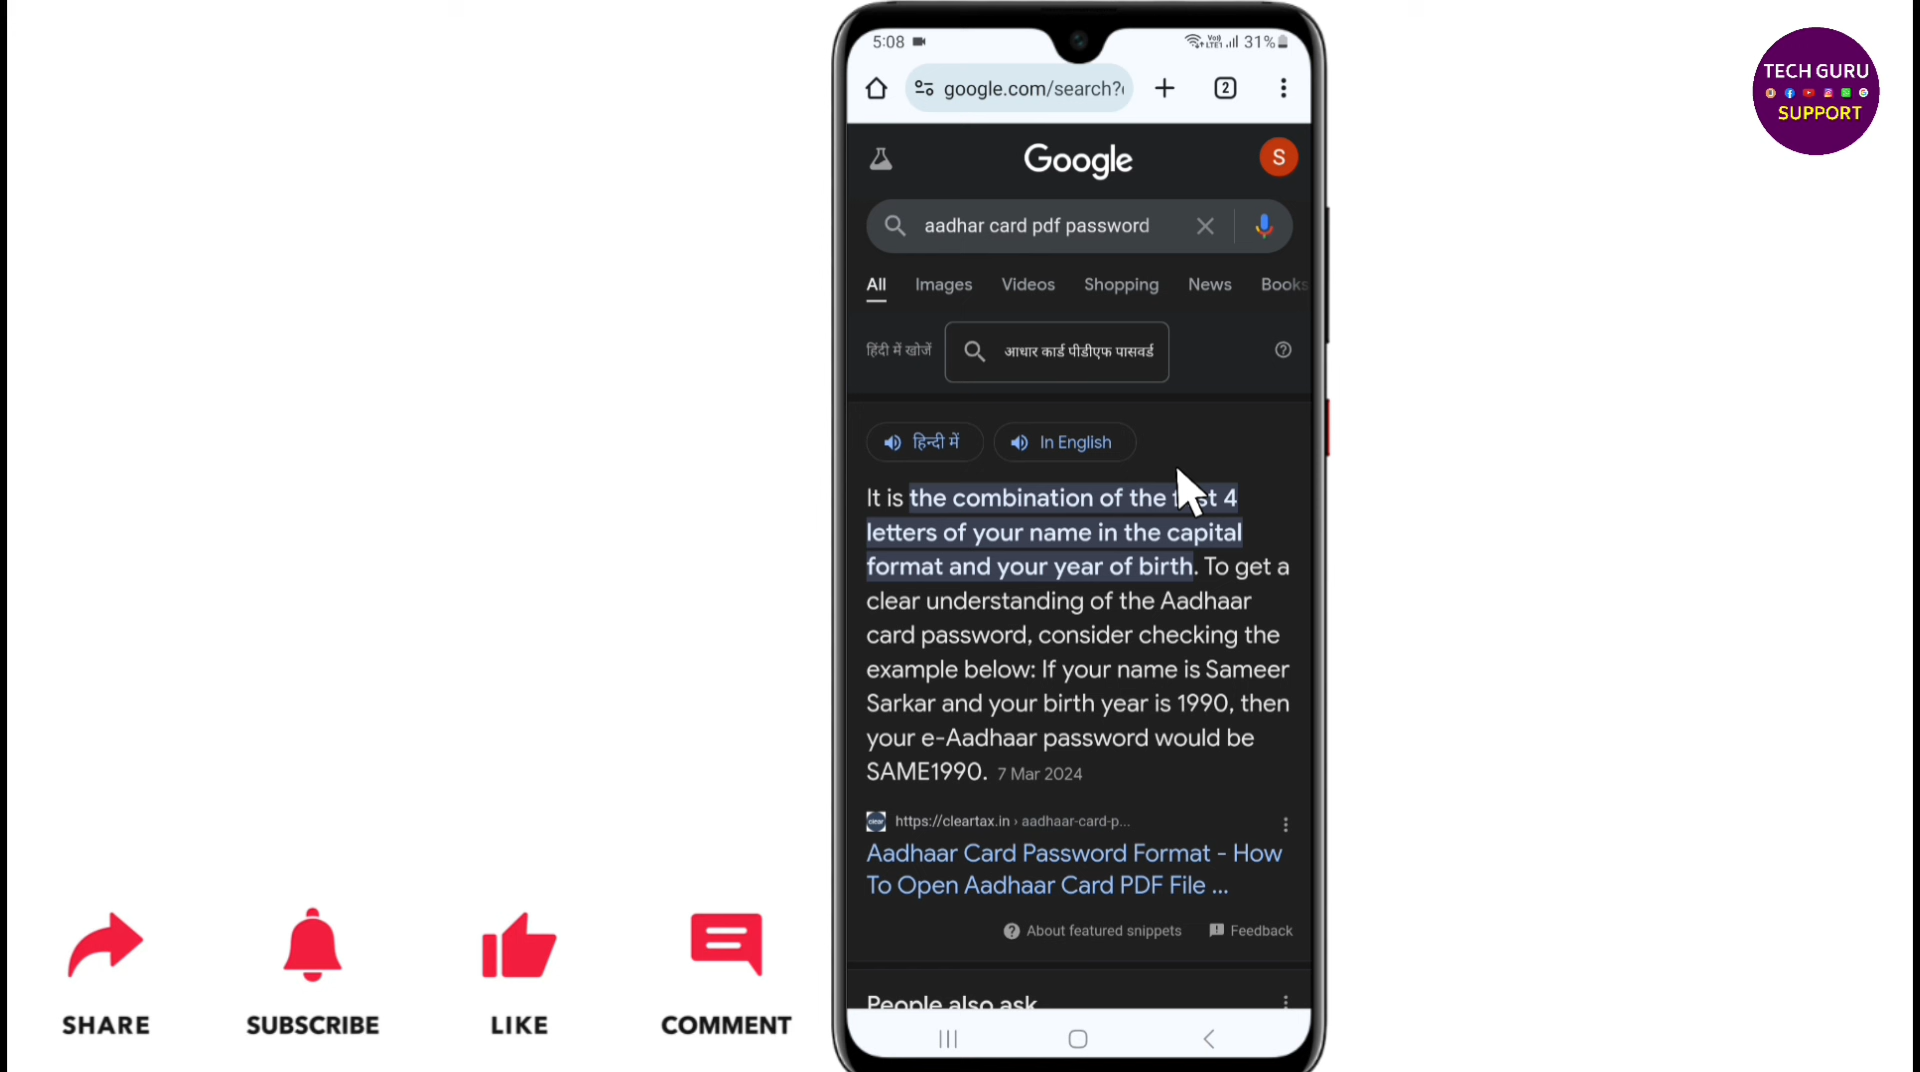 5:08
VoI) LTE1 31%
TECH GURU
SUPPORT
google.com/search?
2
Google
S
aadhar card pdf password
All Images Videos Shopping News Books
हिंदी में खोजें
आधार कार्ड पीडीएफ पासवर्ड
हिन्दी में
In English
It is the combination of the 4
letters of your name in the capital
format and your year of birth. To get a
clear understanding of the Aadhaar
card password, consider checking the
example below: If your name is Sameer
Sarkar and your birth year is 1990, then
your e-Aadhaar password would be
SAME1990. 7 Mar 2024
clear
https://cleartax.in › aadhaar-card-p...
Aadhaar Card Password Format - How
To Open Aadhaar Card PDF File ...
About featured snippets Feedback
People also ask
SHARE
SUBSCRIBE
LIKE
COMMENT